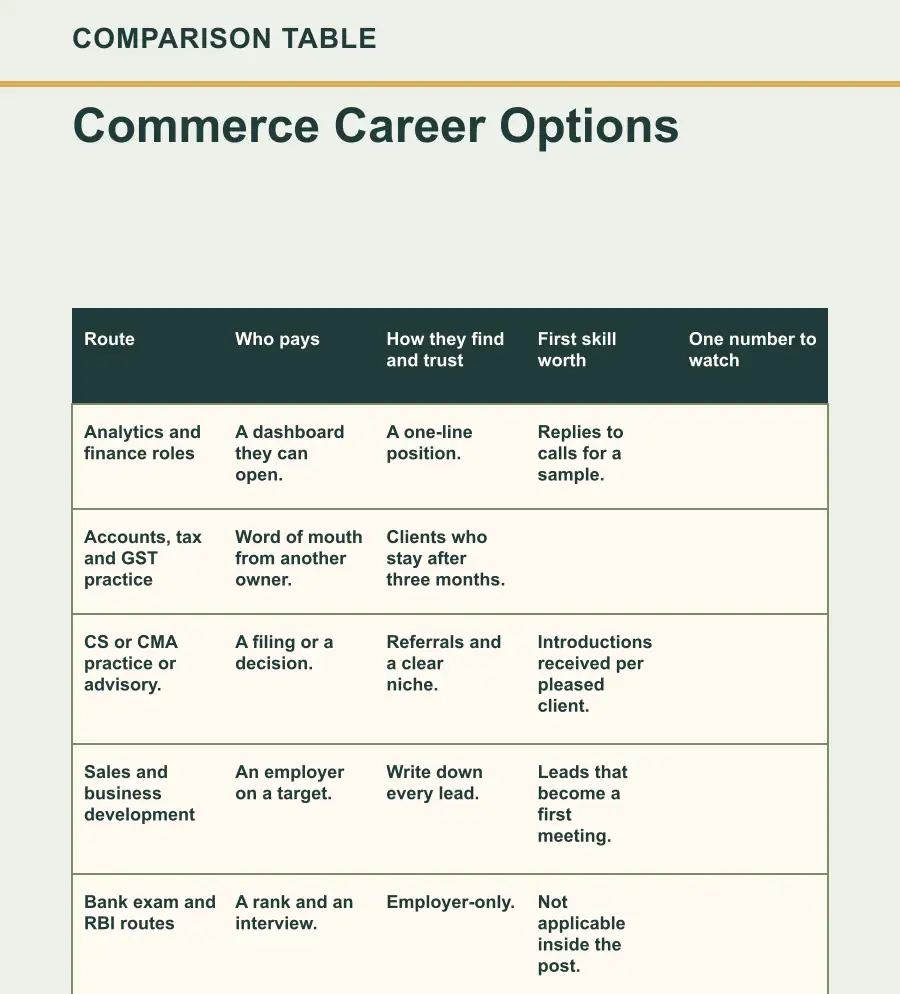 COMPARISON TABLE
Commerce Career Options
Route
Who pays
How they find
and trust
First skill
worth
One number to
watch
Analytics and
finance roles
A dashboard
they can
open.
A one-line
position.
Replies to
calls for a
sample.
Accounts, tax
and GST
practice
Word of mouth
from another
owner.
Clients who
stay after
three months.
CS or CMA
practice or
advisory.
A filing or a
decision.
Referrals and
a clear
niche.
Introductions
received per
pleased
client.
Sales and
business
development
An employer
on a target.
Write down
every lead.
Leads that
become a
first
meeting.
Bank exam and
RBI routes
A rank and an
interview.
Employer-only.
Not
applicable
inside the
post.